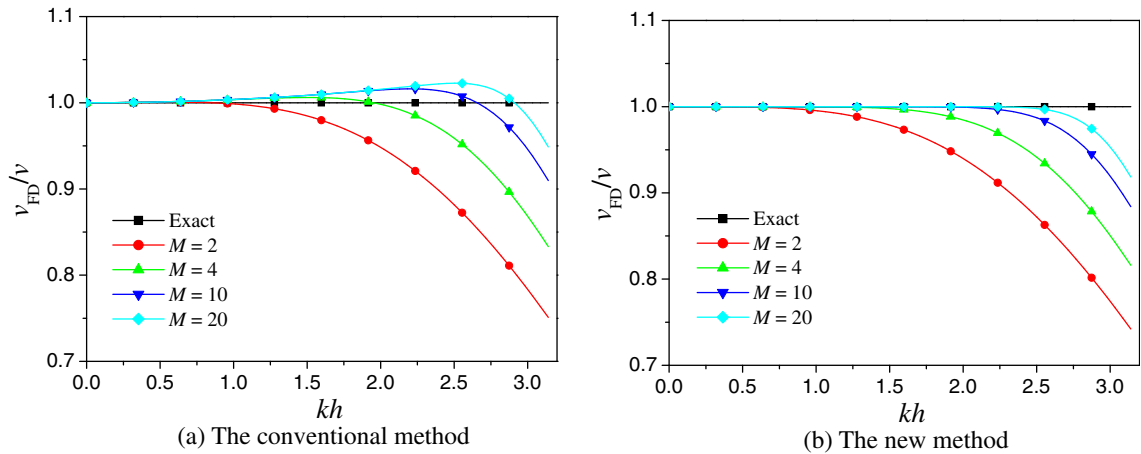 1.1
1.0
0.9
0.8
0.7
v_FD/v
Exact
M = 2
M = 4
M = 10
M = 20
0.0 0.5 1.0 1.5 2.0 2.5 3.0
kh
(a) The conventional method
1.1
1.0
0.9
0.8
0.7
v_FD/v
Exact
M = 2
M = 4
M = 10
M = 20
0.0 0.5 1.0 1.5 2.0 2.5 3.0
kh
(b) The new method